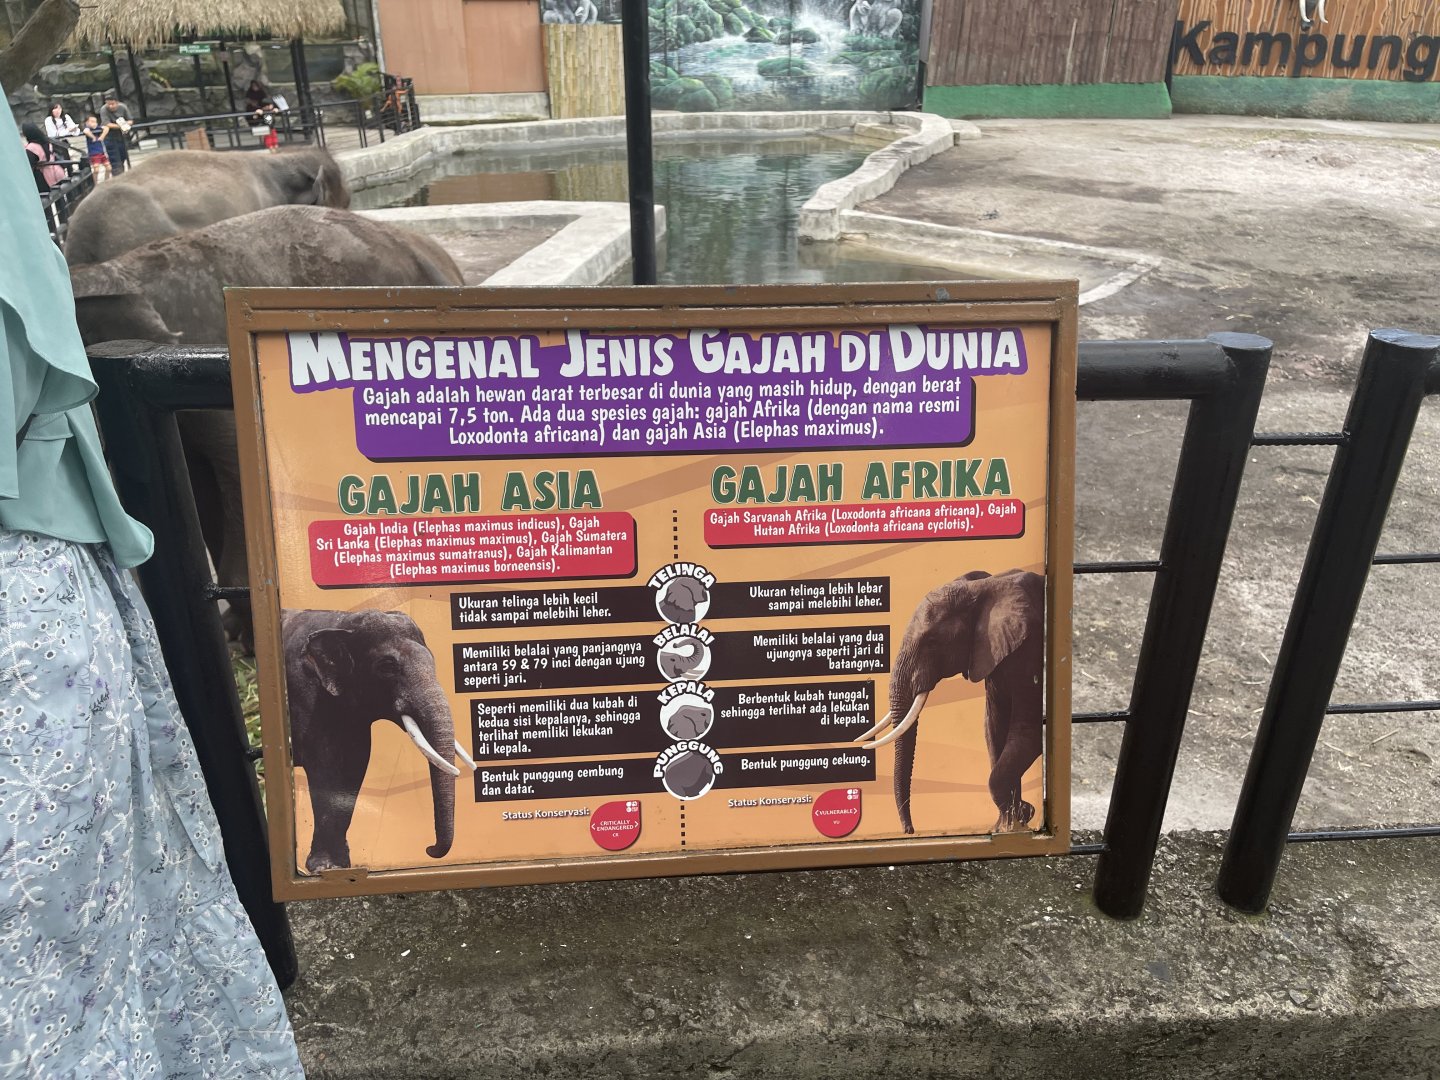 Kampung
MENGENAL JENIS GAJAH DI DUNIA
Gajah adalah hewan darat terbesar di dunia yang masih hidup, dengan berat
mencapai 7,5 ton. Ada dua spesies gajah: gajah Afrika (dengan nama resmi
Loxodonta africana) dan gajah Asia (Elephas maximus).
GAJAH ASIA
Gajah India (Elephas maximus indicus), Gajah
Sri Lanka (Elephas maximus maximus), Gajah Sumatera
(Elephas maximus sumatranus), Gajah Kalimantan
(Elephas maximus borneensis).
GAJAH AFRIKA
Gajah Sarvanah Afrika (Loxodonta africana africana), Gajah
Hutan Afrika (Loxodonta africana cyclotis).
TELINGA
Ukuran telinga lebih kecil
tidak sampai melebihi leher.
Ukuran telinga lebih lebar
sampai melebihi leher.
BELALAI
Memiliki belalai yang panjangnya
antara 59 & 79 inci dengan ujung
seperti jari.
Memiliki belalai yang dua
ujungnya seperti jari di
batangnya.
KEPALA
Seperti memiliki dua kubah di
kedua sisi kepalanya, sehingga
terlihat memiliki lekukan
di kepala.
Berbentuk kubah tunggal,
sehingga terlihat ada lekukan
di kepala.
PUNGGUNG
Bentuk punggung cembung
dan datar.
Bentuk punggung cekung.
Status Konservasi:
CRITICALLY
ENDANGERED
CR
Status Konservasi:
VULNERABLE
VU